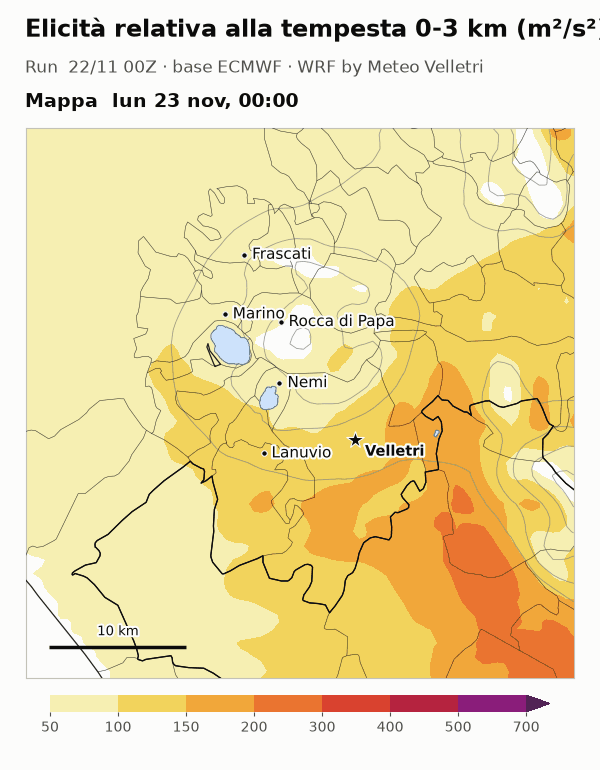 Elicità relativa alla tempesta 0-3 km (m²/s²)
Run  22/11 00Z · base ECMWF · WRF by Meteo Velletri
Mappa  lun 23 nov, 00:00
Frascati
Marino
Rocca di Papa
Nemi
Velletri
Lanuvio
10 km
50 100 150 200 300 400 500 700